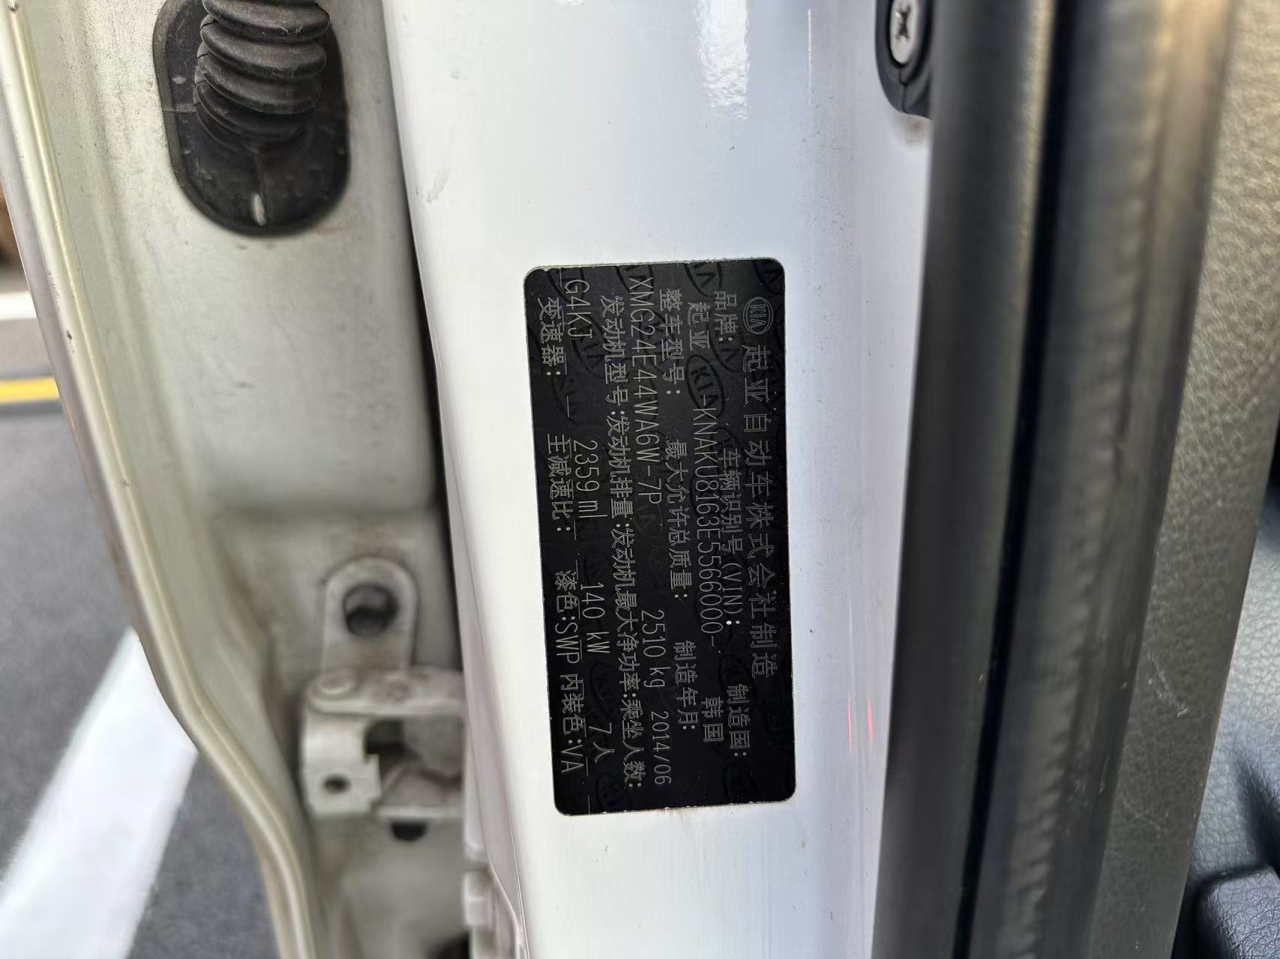 KIA 起亚自动车株式会社制造
品牌: 车辆识别号(VIN): 制造国:
起亚 -KNAKU8163E5566000- 韩国
整车型号: 最大允许总质量: 制造年月:
XMG24E44WA6W-7P 2510 kg 2014/06
发动机型号:发动机排量:发动机最大净功率:乘坐人数:
G4KJ 2359 ml 140 kW 7人
变速器: - 主减速比: 漆色:SWP 内装色:VA